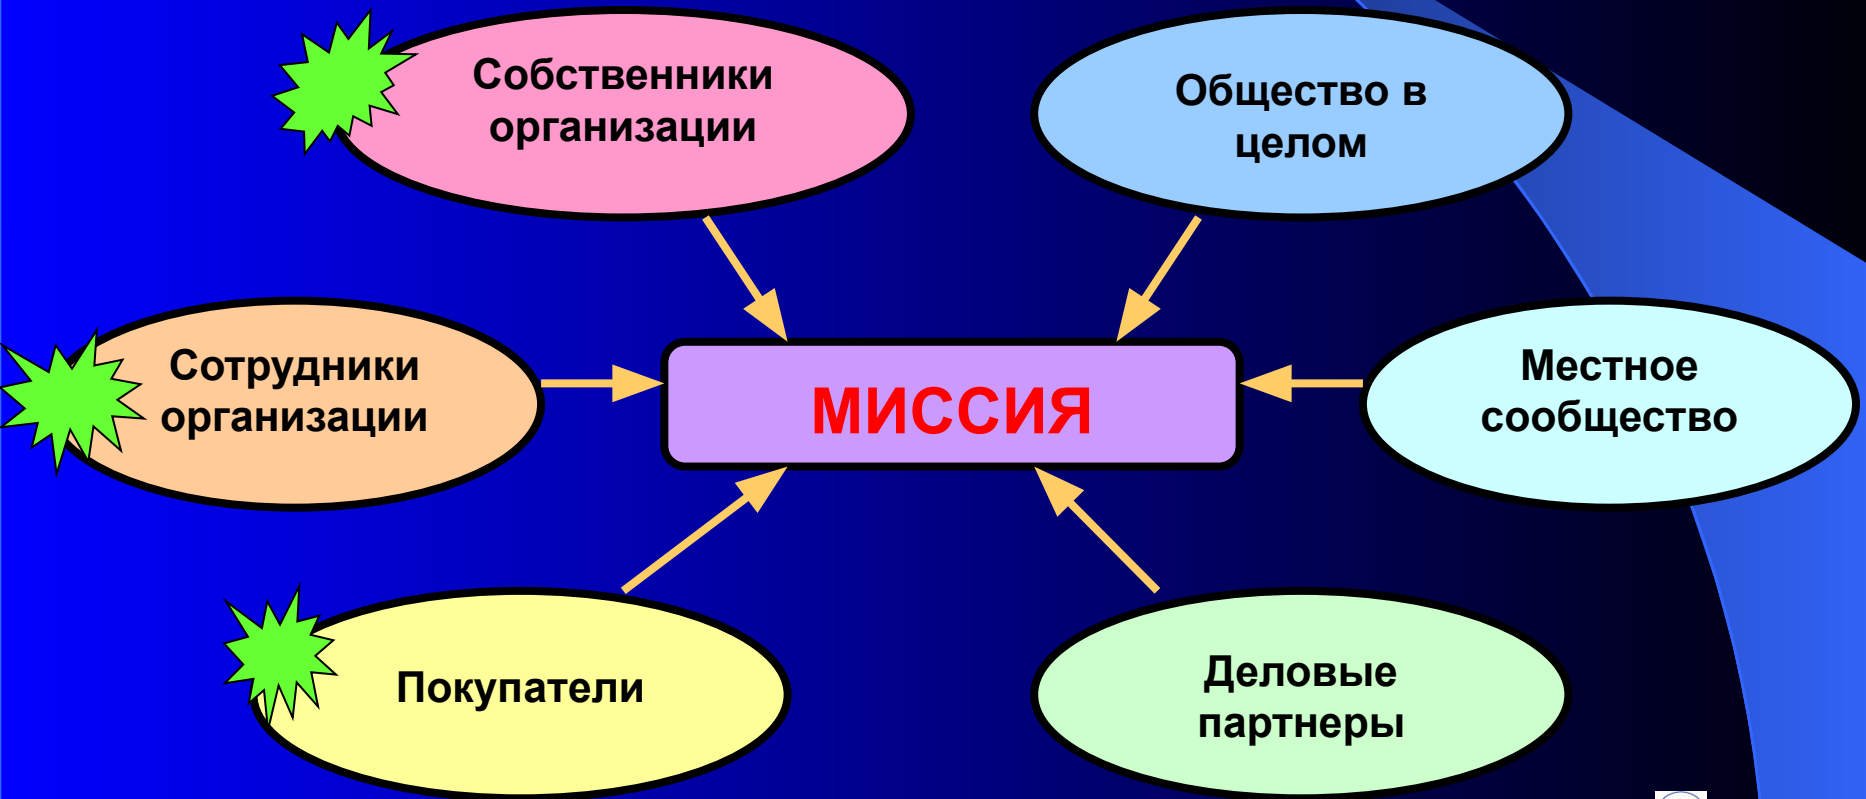 Собственники
организации
Общество в
целом
Сотрудники
организации
МИССИЯ
Местное
сообщество
Покупатели
Деловые
партнеры